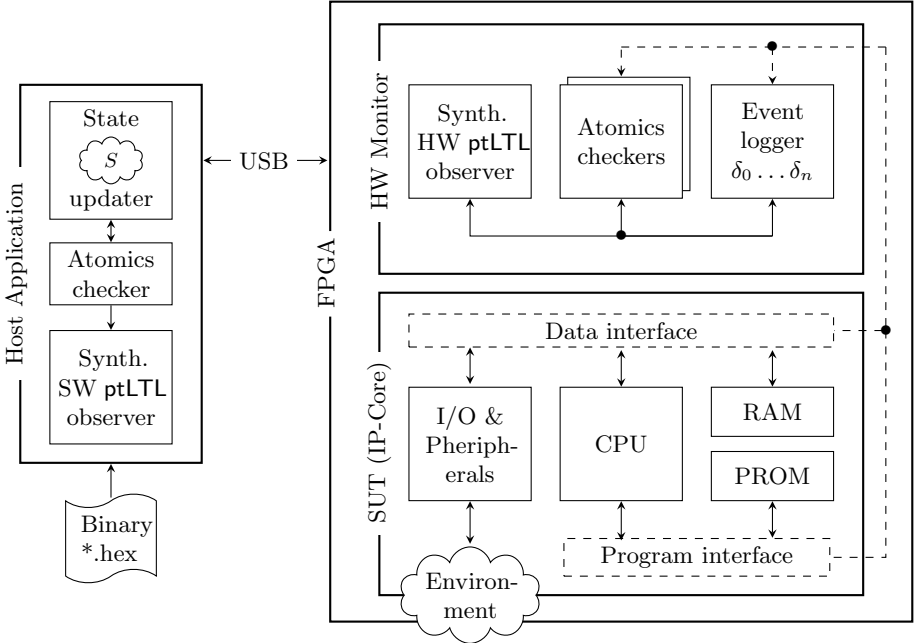 Host Application
State
S
updater
Atomics
checker
Synth.
SW ptLTL
observer
Binary
*.hex
USB
FPGA
HW Monitor
Synth.
HW ptLTL
observer
Atomics
checkers
Event
logger
δ₀ … δₙ
SUT (IP-Core)
Data interface
I/O &
Pheriph-
erals
CPU
RAM
PROM
Program interface
Environ-
ment